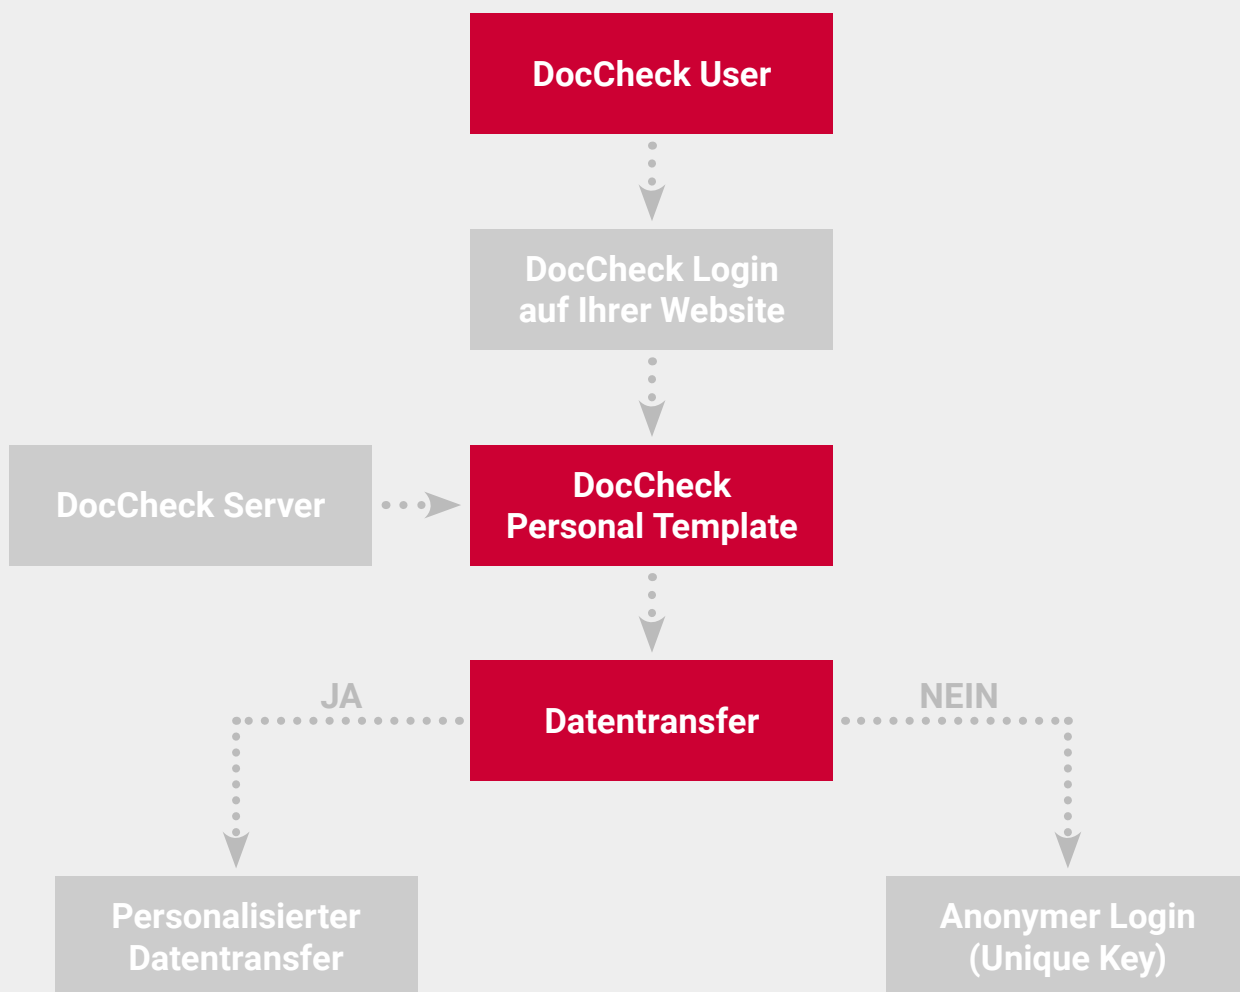 DocCheck User
DocCheck Login
auf Ihrer Website
DocCheck Server
DocCheck
Personal Template
JA
Datentransfer
NEIN
Personalisierter
Datentransfer
Anonymer Login
(Unique Key)